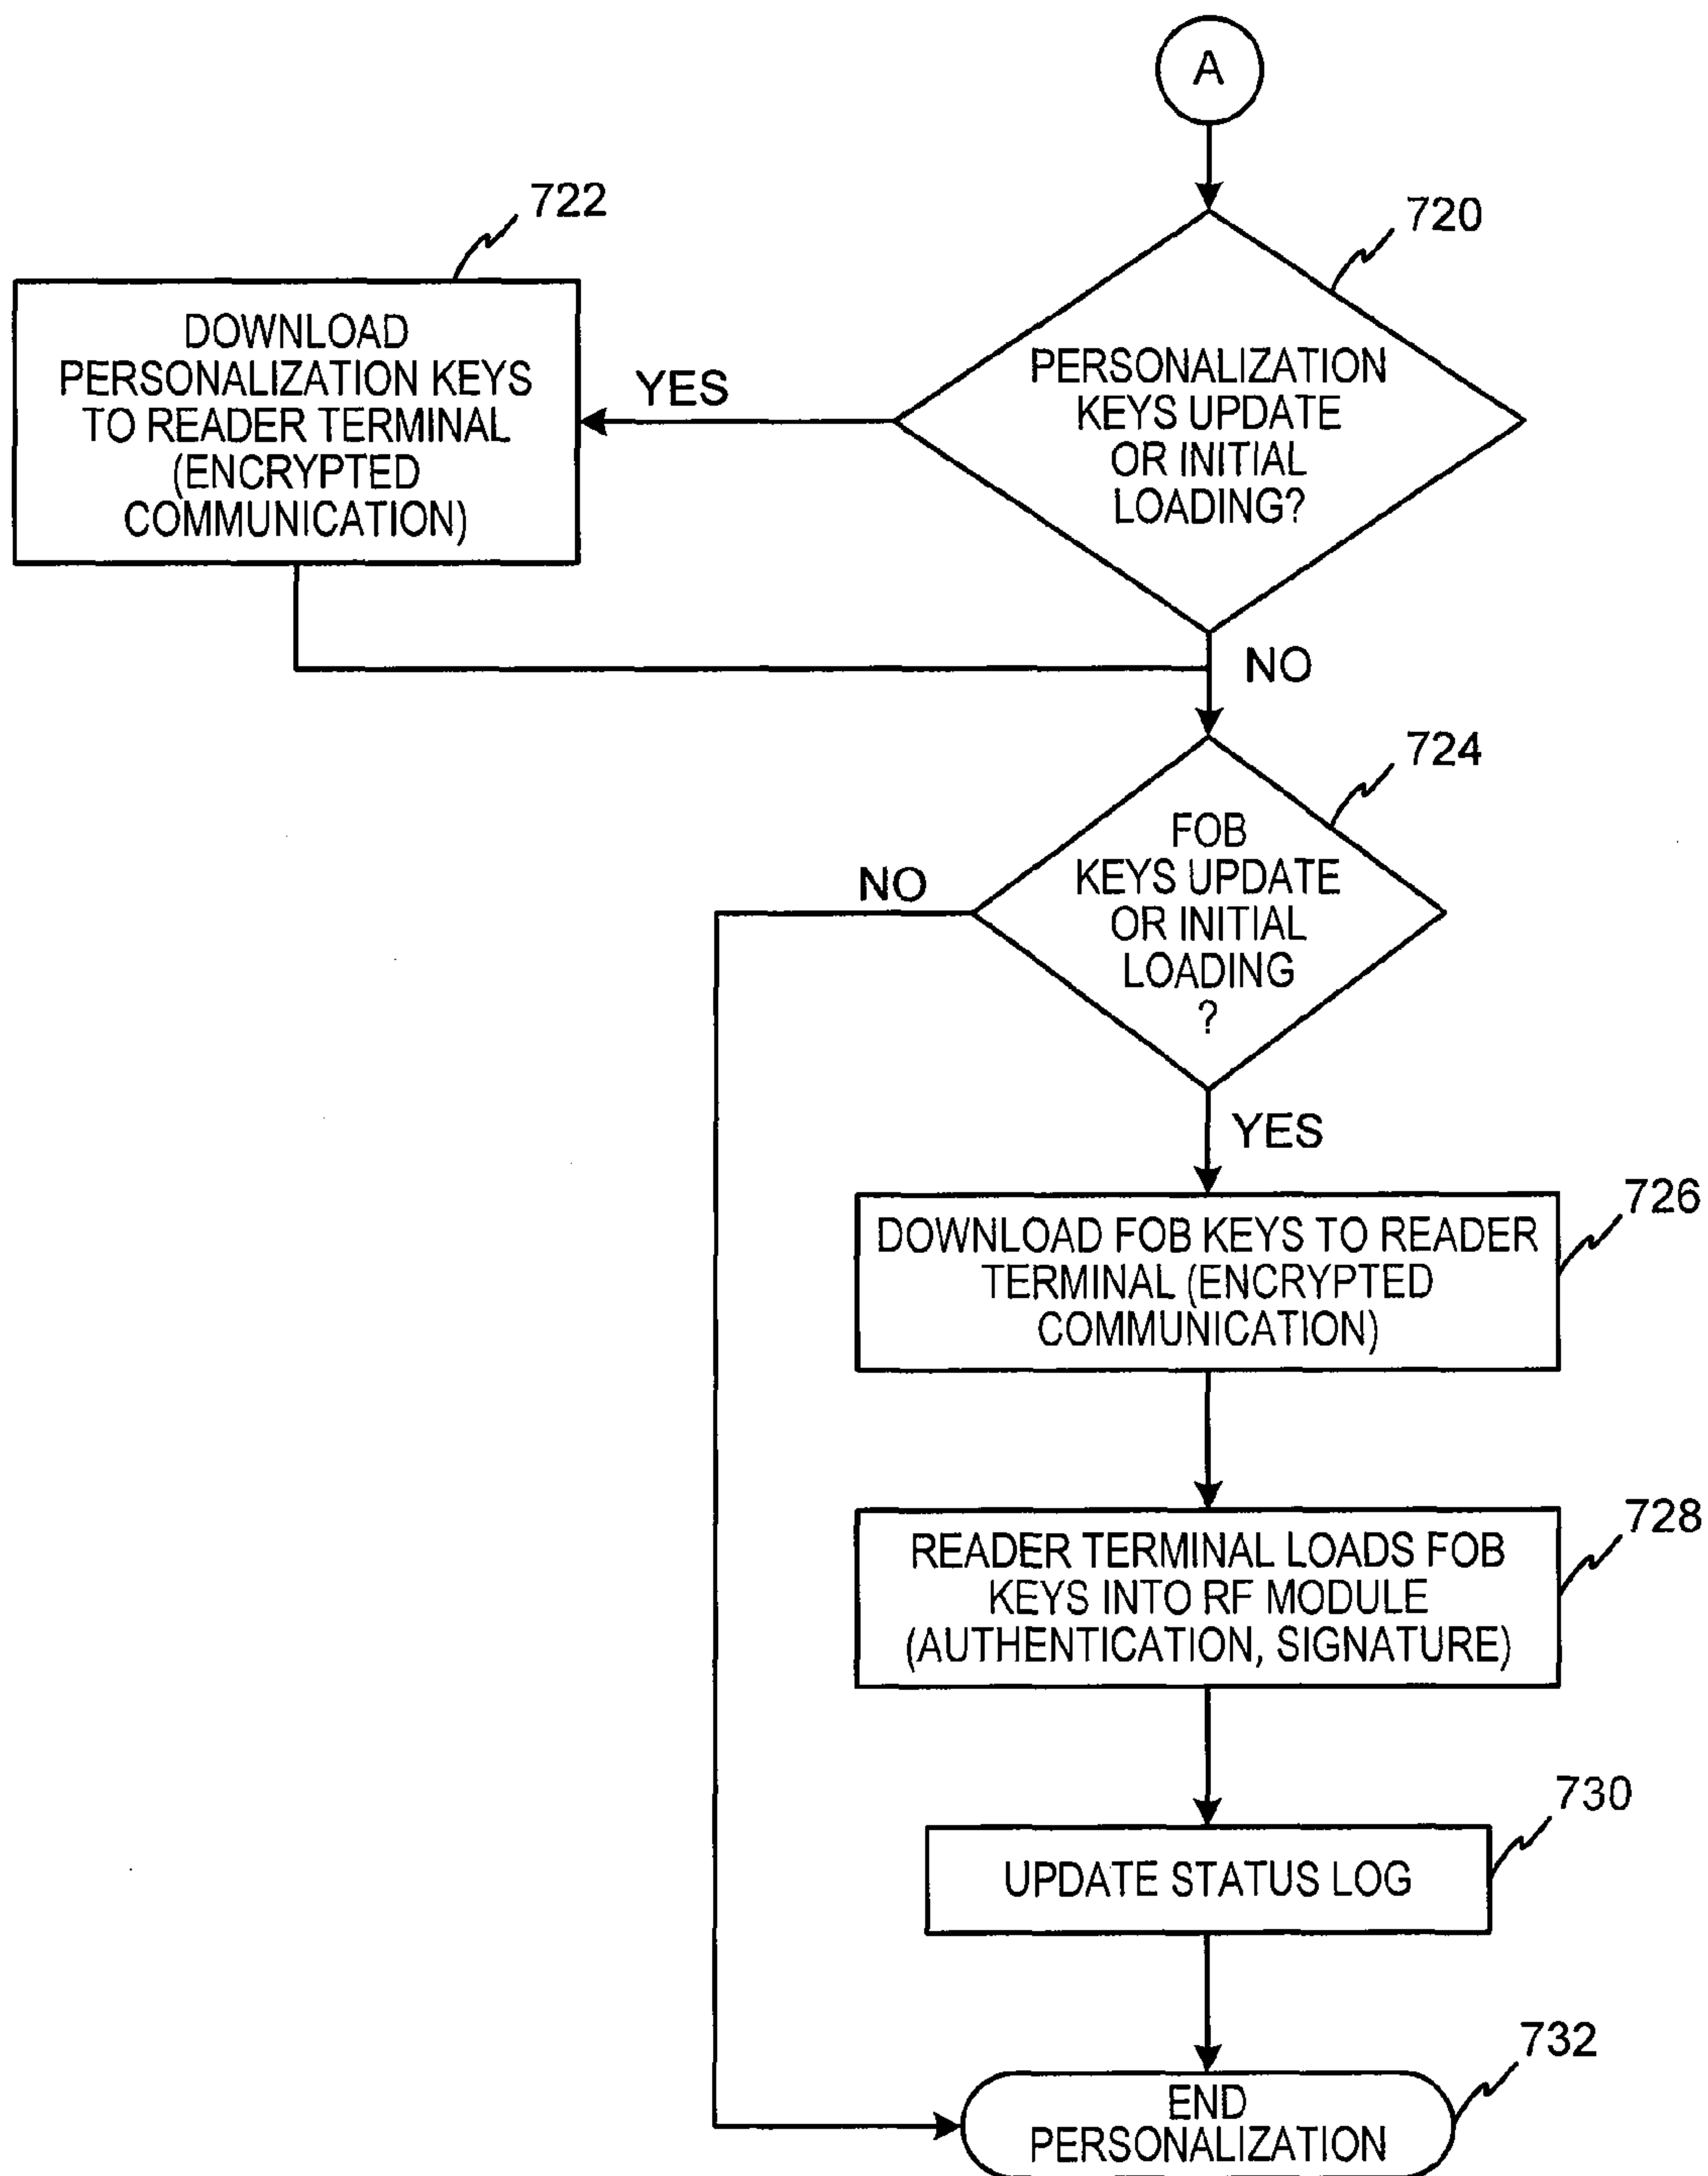 A
720
722
DOWNLOAD
PERSONALIZATION KEYS
TO READER TERMINAL
(ENCRYPTED
COMMUNICATION)
YES
PERSONALIZATION
KEYS UPDATE
OR INITIAL
LOADING?
NO
724
FOB
KEYS UPDATE
OR INITIAL
LOADING
?
NO
YES
726
DOWNLOAD FOB KEYS TO READER
TERMINAL (ENCRYPTED
COMMUNICATION)
728
READER TERMINAL LOADS FOB
KEYS INTO RF MODULE
(AUTHENTICATION, SIGNATURE)
730
UPDATE STATUS LOG
732
END
PERSONALIZATION